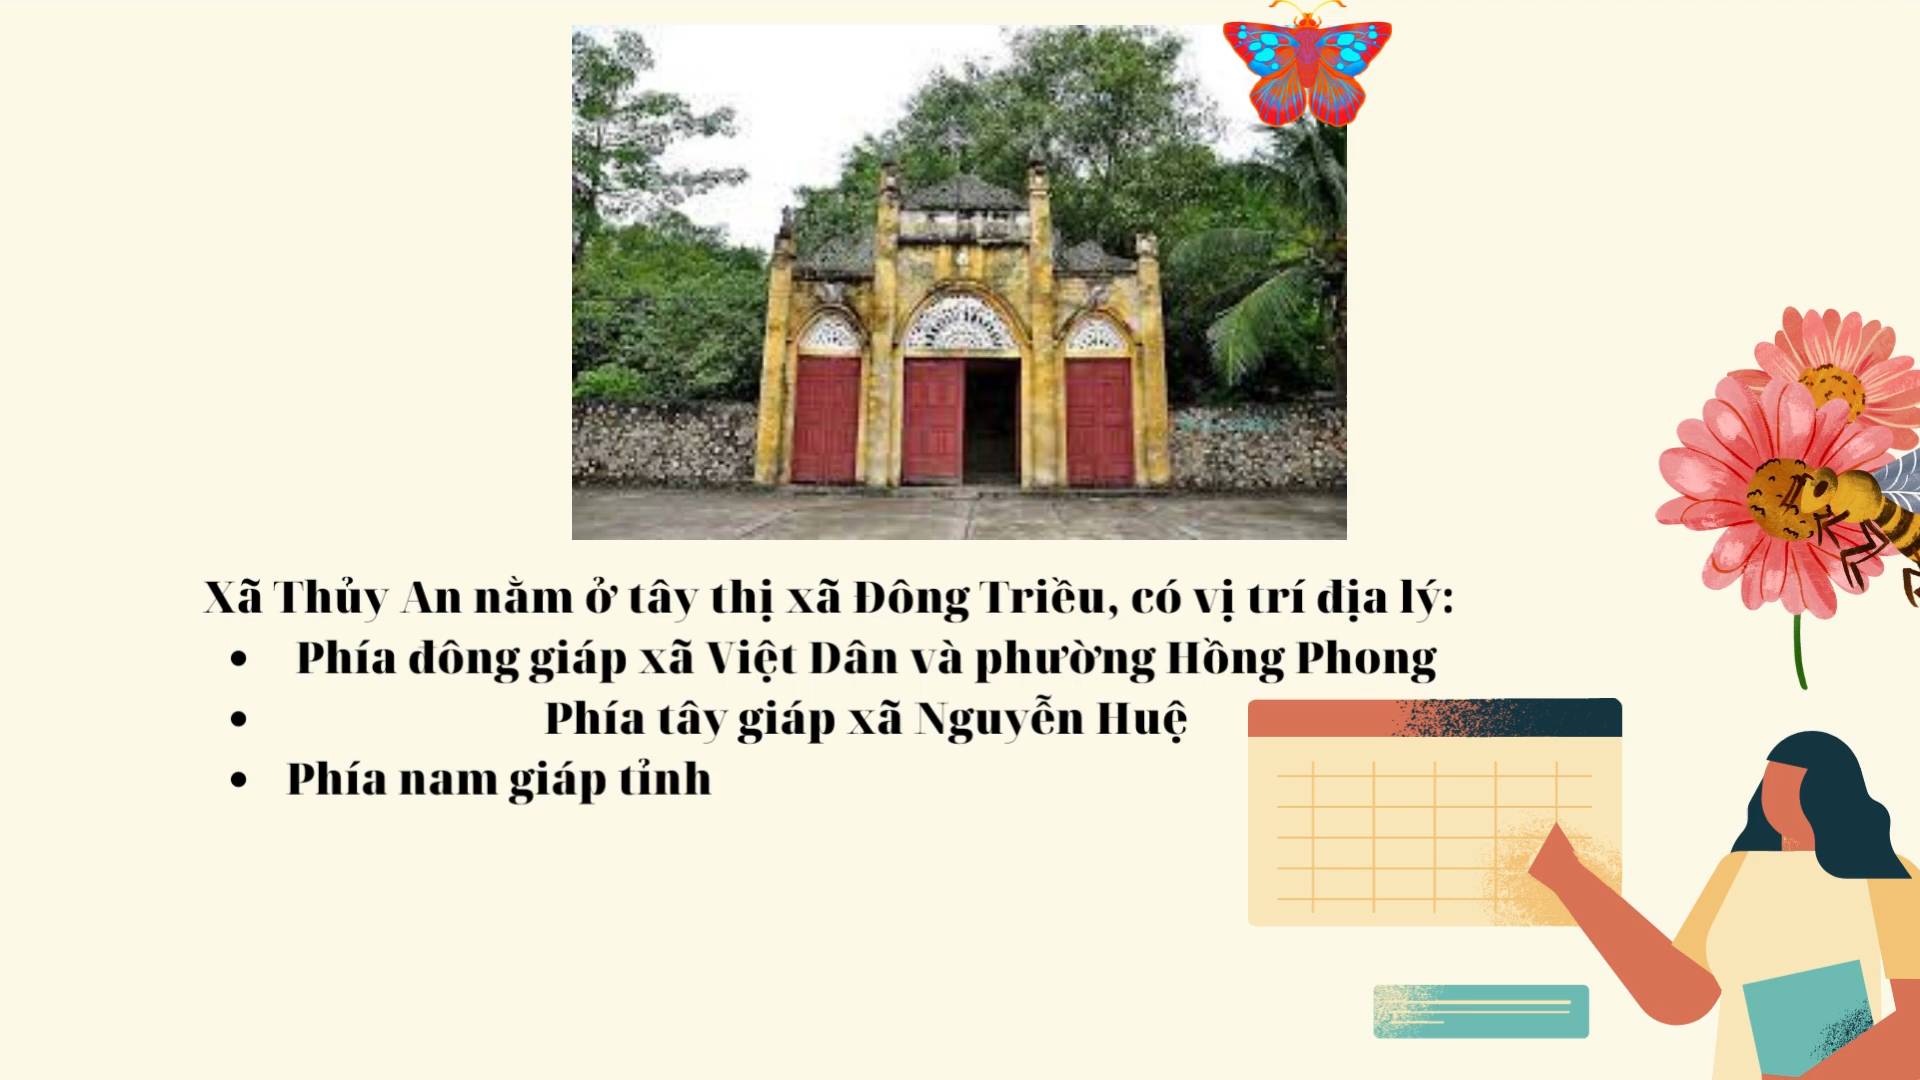 Xã Thủy An nằm ở tây thị xã Đông Triều, có vị trí địa lý:
• Phía đông giáp xã Việt Dân và phường Hồng Phong
• Phía tây giáp xã Nguyễn Huệ
• Phía nam giáp tỉnh